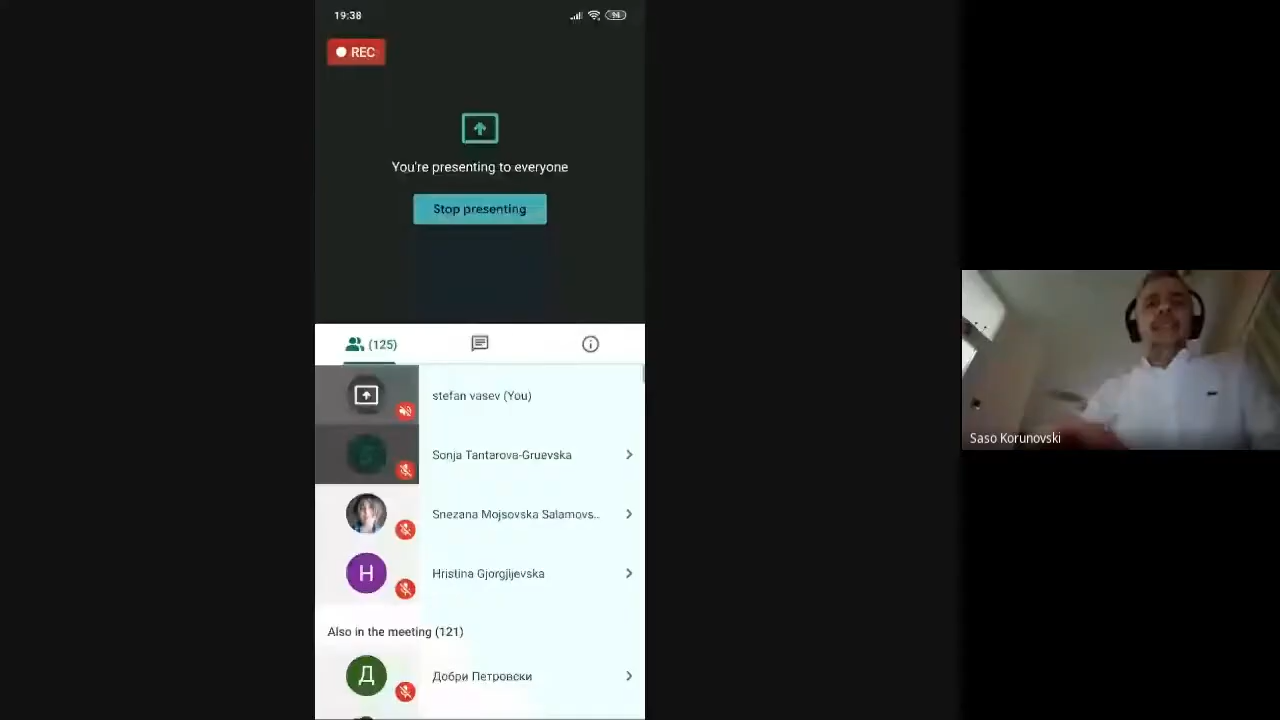 19:38
94
REC
You're presenting to everyone
Stop presenting
(125)
stefan vasev (You)
S
Sonja Tantarova-Gruevska
Snezana Mojsovska Salamovs..
H
Hristina Gjorgjijevska
Also in the meeting (121)
Д
Добри Петровски
Saso Korunovski